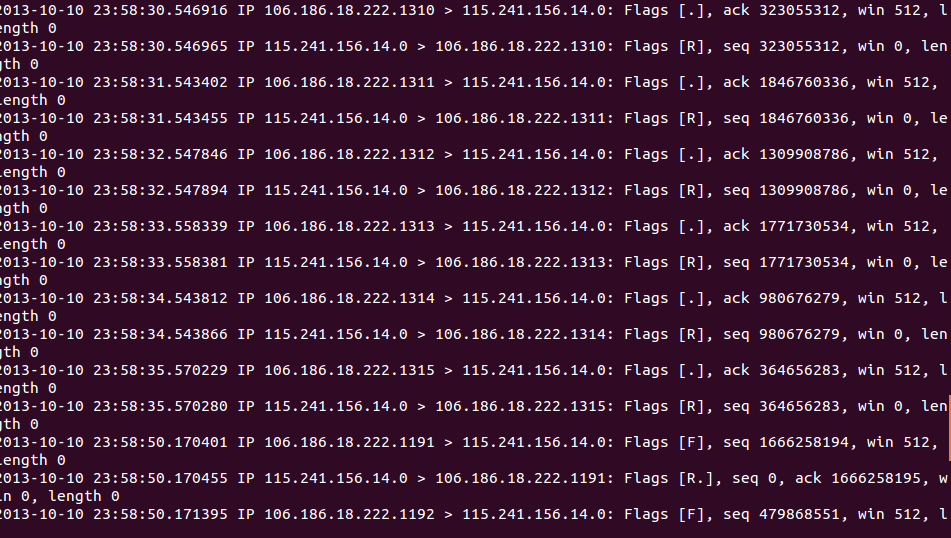 2013-10-10 23:58:30.546916 IP 106.186.18.222.1310 > 115.241.156.14.0: Flags [.], ack 323055312, win 512, l
ength 0
2013-10-10 23:58:30.546965 IP 115.241.156.14.0 > 106.186.18.222.1310: Flags [R], seq 323055312, win 0, len
gth 0
2013-10-10 23:58:31.543402 IP 106.186.18.222.1311 > 115.241.156.14.0: Flags [.], ack 1846760336, win 512,
length 0
2013-10-10 23:58:31.543455 IP 115.241.156.14.0 > 106.186.18.222.1311: Flags [R], seq 1846760336, win 0, le
ngth 0
2013-10-10 23:58:32.547846 IP 106.186.18.222.1312 > 115.241.156.14.0: Flags [.], ack 1309908786, win 512,
length 0
2013-10-10 23:58:32.547894 IP 115.241.156.14.0 > 106.186.18.222.1312: Flags [R], seq 1309908786, win 0, le
ngth 0
2013-10-10 23:58:33.558339 IP 106.186.18.222.1313 > 115.241.156.14.0: Flags [.], ack 1771730534, win 512,
length 0
2013-10-10 23:58:33.558381 IP 115.241.156.14.0 > 106.186.18.222.1313: Flags [R], seq 1771730534, win 0, le
ngth 0
2013-10-10 23:58:34.543812 IP 106.186.18.222.1314 > 115.241.156.14.0: Flags [.], ack 980676279, win 512, l
ength 0
2013-10-10 23:58:34.543866 IP 115.241.156.14.0 > 106.186.18.222.1314: Flags [R], seq 980676279, win 0, len
gth 0
2013-10-10 23:58:35.570229 IP 106.186.18.222.1315 > 115.241.156.14.0: Flags [.], ack 364656283, win 512, l
ength 0
2013-10-10 23:58:35.570280 IP 115.241.156.14.0 > 106.186.18.222.1315: Flags [R], seq 364656283, win 0, len
gth 0
2013-10-10 23:58:50.170401 IP 106.186.18.222.1191 > 115.241.156.14.0: Flags [F], seq 1666258194, win 512,
length 0
2013-10-10 23:58:50.170455 IP 115.241.156.14.0 > 106.186.18.222.1191: Flags [R.], seq 0, ack 1666258195, w
in 0, length 0
2013-10-10 23:58:50.171395 IP 106.186.18.222.1192 > 115.241.156.14.0: Flags [F], seq 479868551, win 512, l